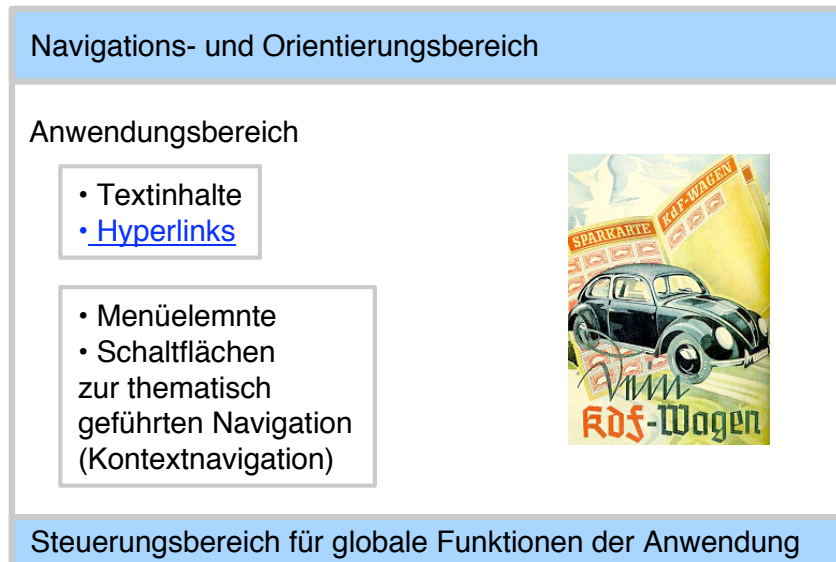 Navigations- und Orientierungsbereich
Anwendungsbereich
• Textinhalte
• Hyperlinks
• Menüelemnte
• Schaltflächen
zur thematisch
geführten Navigation
(Kontextnavigation)
SPARKARTE
KdF-WAGEN
KdF-Wagen
Steuerungsbereich für globale Funktionen der Anwendung